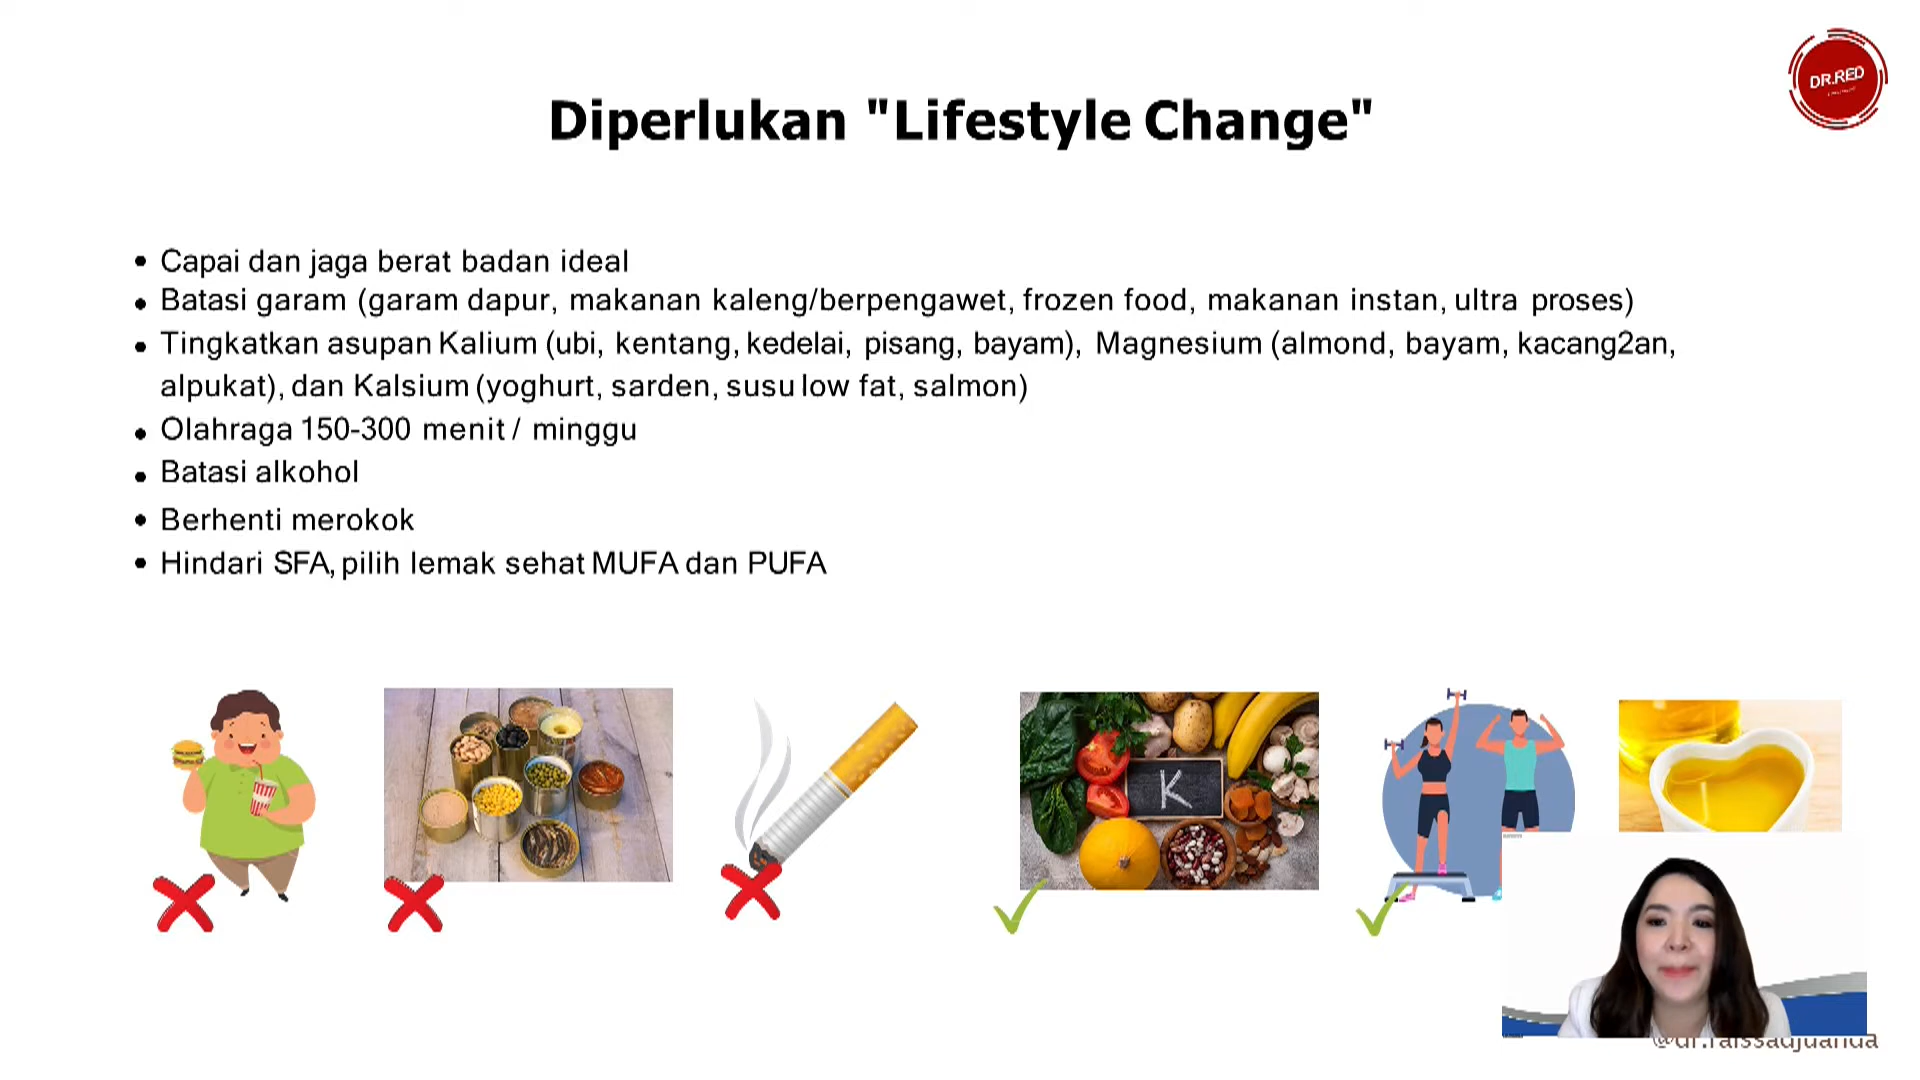 DR.RED
Diperlukan "Lifestyle Change"
• Capai dan jaga berat badan ideal
• Batasi garam (garam dapur, makanan kaleng/berpengawet, frozen food, makanan instan, ultra proses)
• Tingkatkan asupan Kalium (ubi, kentang, kedelai, pisang, bayam), Magnesium (almond, bayam, kacang2an,
alpukat), dan Kalsium (yoghurt, sarden, susu low fat, salmon)
• Olahraga 150-300 menit / minggu
• Batasi alkohol
• Berhenti merokok
• Hindari SFA, pilih lemak sehat MUFA dan PUFA
K
@dr.raissadjuanda